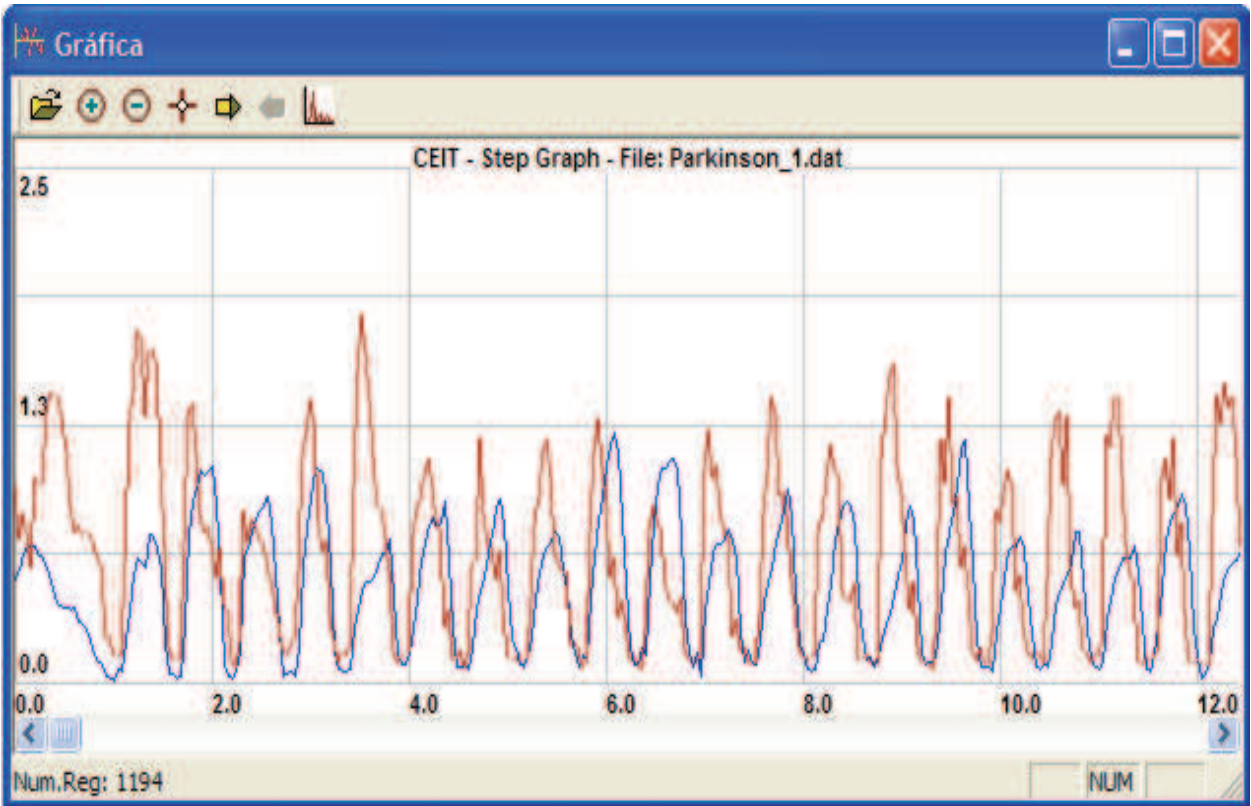 Gráfica
CEIT - Step Graph - File: Parkinson_1.dat
2.5
1.3
0.0
0.0 2.0 4.0 6.0 8.0 10.0 12.0
Num.Reg: 1194 NUM